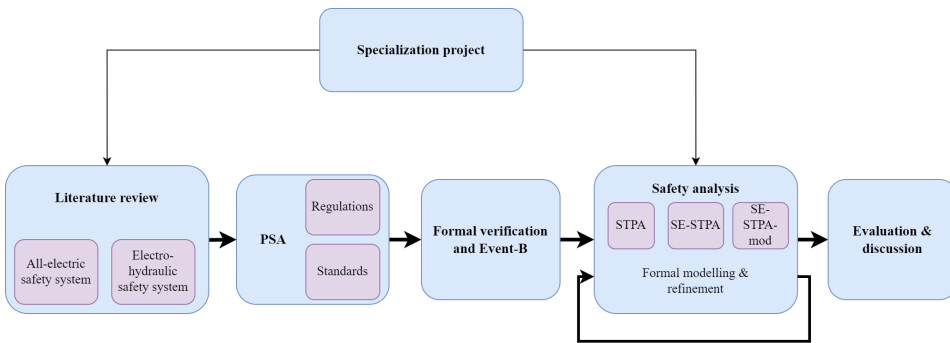 Specialization project
Literature review
All-electric
safety system
Electro-
hydraulic
safety system
PSA
Regulations
Standards
Formal verification
and Event-B
Safety analysis
STPA
SE-STPA
SE-
STPA-
mod
Formal modelling &
refinement
Evaluation &
discussion